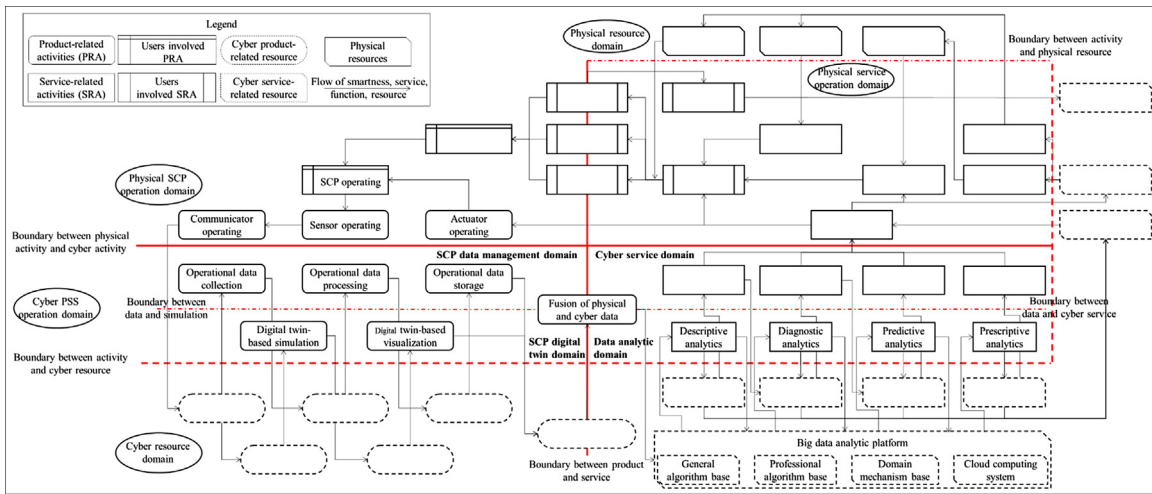 Legend
Product-related
activities (PRA)
Users involved
PRA
Cyber product-
related resource
Physical
resources
Service-related
activities (SRA)
Users
involved SRA
Cyber service-
related resource
Flow of smartness, service,
function, resource
Physical resource
domain
Boundary between activity
and physical resource
Physical service
operation domain
SCP operating
Physical SCP
operation domain
Communicator
operating
Sensor operating
Actuator
operating
Boundary between physical
activity and cyber activity
SCP data management domain
Cyber service domain
Operational data
collection
Operational data
processing
Operational data
storage
Cyber PSS
operation domain
Boundary between
data and simulation
Fusion of physical
and cyber data
Boundary between
data and cyber service
Digital twin-
based simulation
Digital twin-based
visualization
SCP digital
twin domain
Data analytic
domain
Descriptive
analytics
Diagnostic
analytics
Predictive
analytics
Prescriptive
analytics
Boundary between activity
and cyber resource
Cyber resource
domain
Boundary between product
and service
Big data analytic platform
General
algorithm base
Professional
algorithm base
Domain
mechanism base
Cloud computing
system